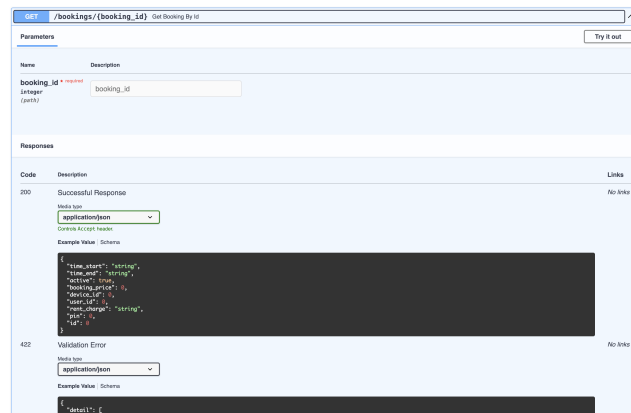 GET /bookings/{booking_id} Get Booking By Id
Parameters
Try it out
Name Description
booking_id * required
integer
(path)
booking_id
Responses
Code Description Links
200 Successful Response No links
Media type
application/json
Controls Accept header.
Example Value | Schema
{
"time_start": "string",
"time_end": "string",
"active": true,
"booking_price": 0,
"device_id": 0,
"user_id": 0,
"rent_charge": "string",
"pin": 0,
"id": 0
}
422 Validation Error No links
Media type
application/json
Example Value | Schema
{
"detail": [